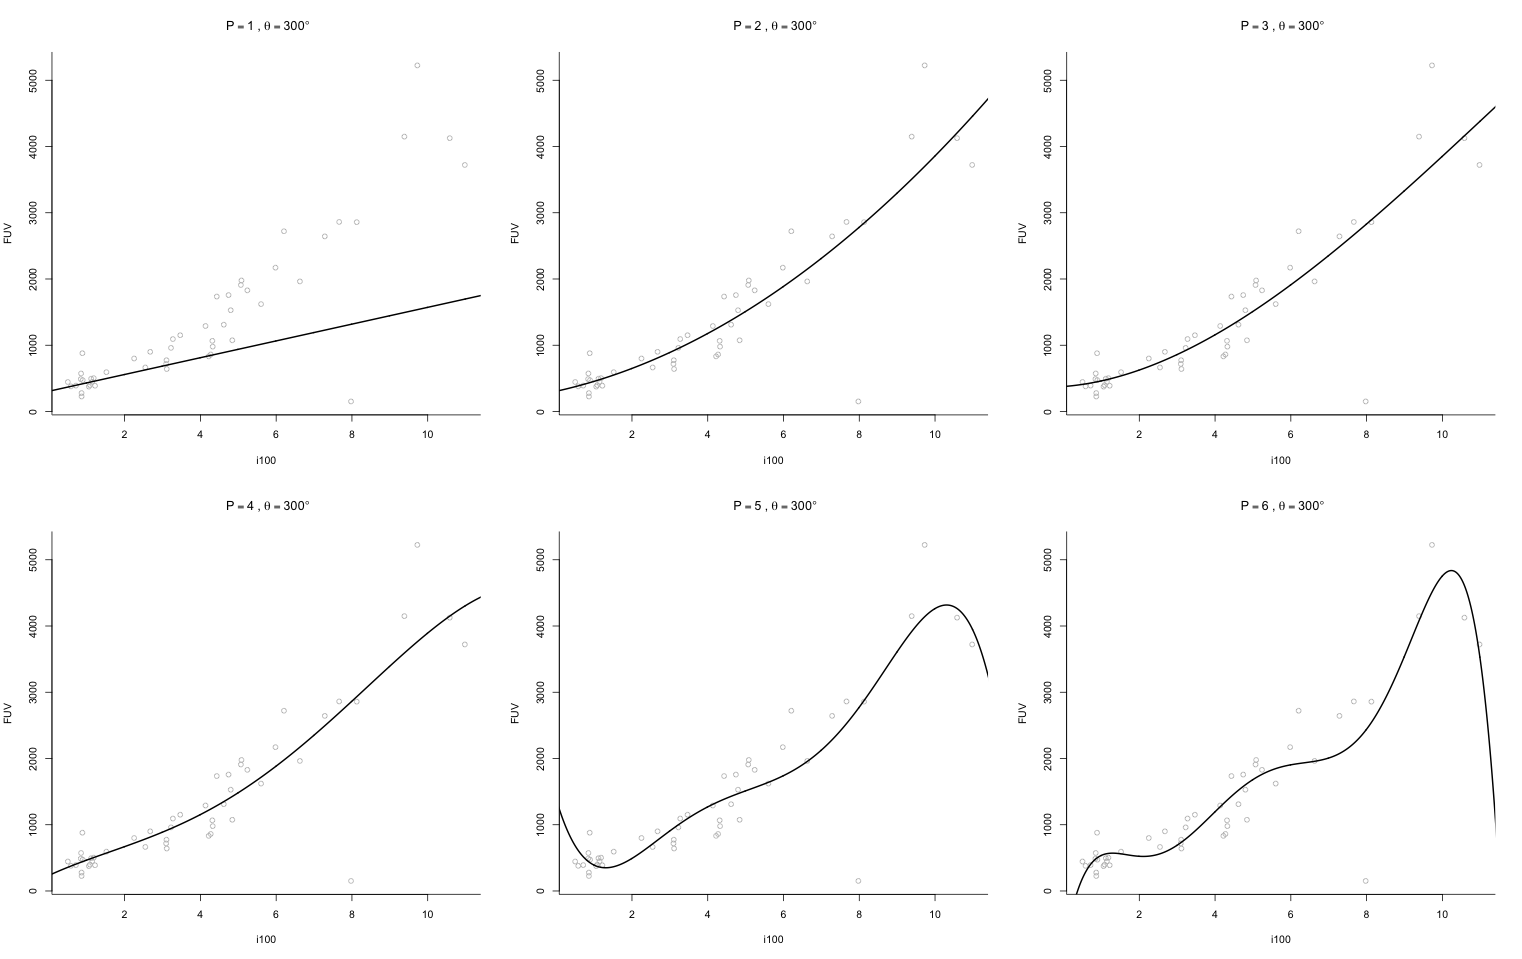 P = 1 , θ = 300°
FUV
0 1000 2000 3000 4000 5000
2 4 6 8 10
i100
P = 2 , θ = 300°
FUV
0 1000 2000 3000 4000 5000
2 4 6 8 10
i100
P = 3 , θ = 300°
FUV
0 1000 2000 3000 4000 5000
2 4 6 8 10
i100
P = 4 , θ = 300°
FUV
0 1000 2000 3000 4000 5000
2 4 6 8 10
i100
P = 5 , θ = 300°
FUV
0 1000 2000 3000 4000 5000
2 4 6 8 10
i100
P = 6 , θ = 300°
FUV
0 1000 2000 3000 4000 5000
2 4 6 8 10
i100